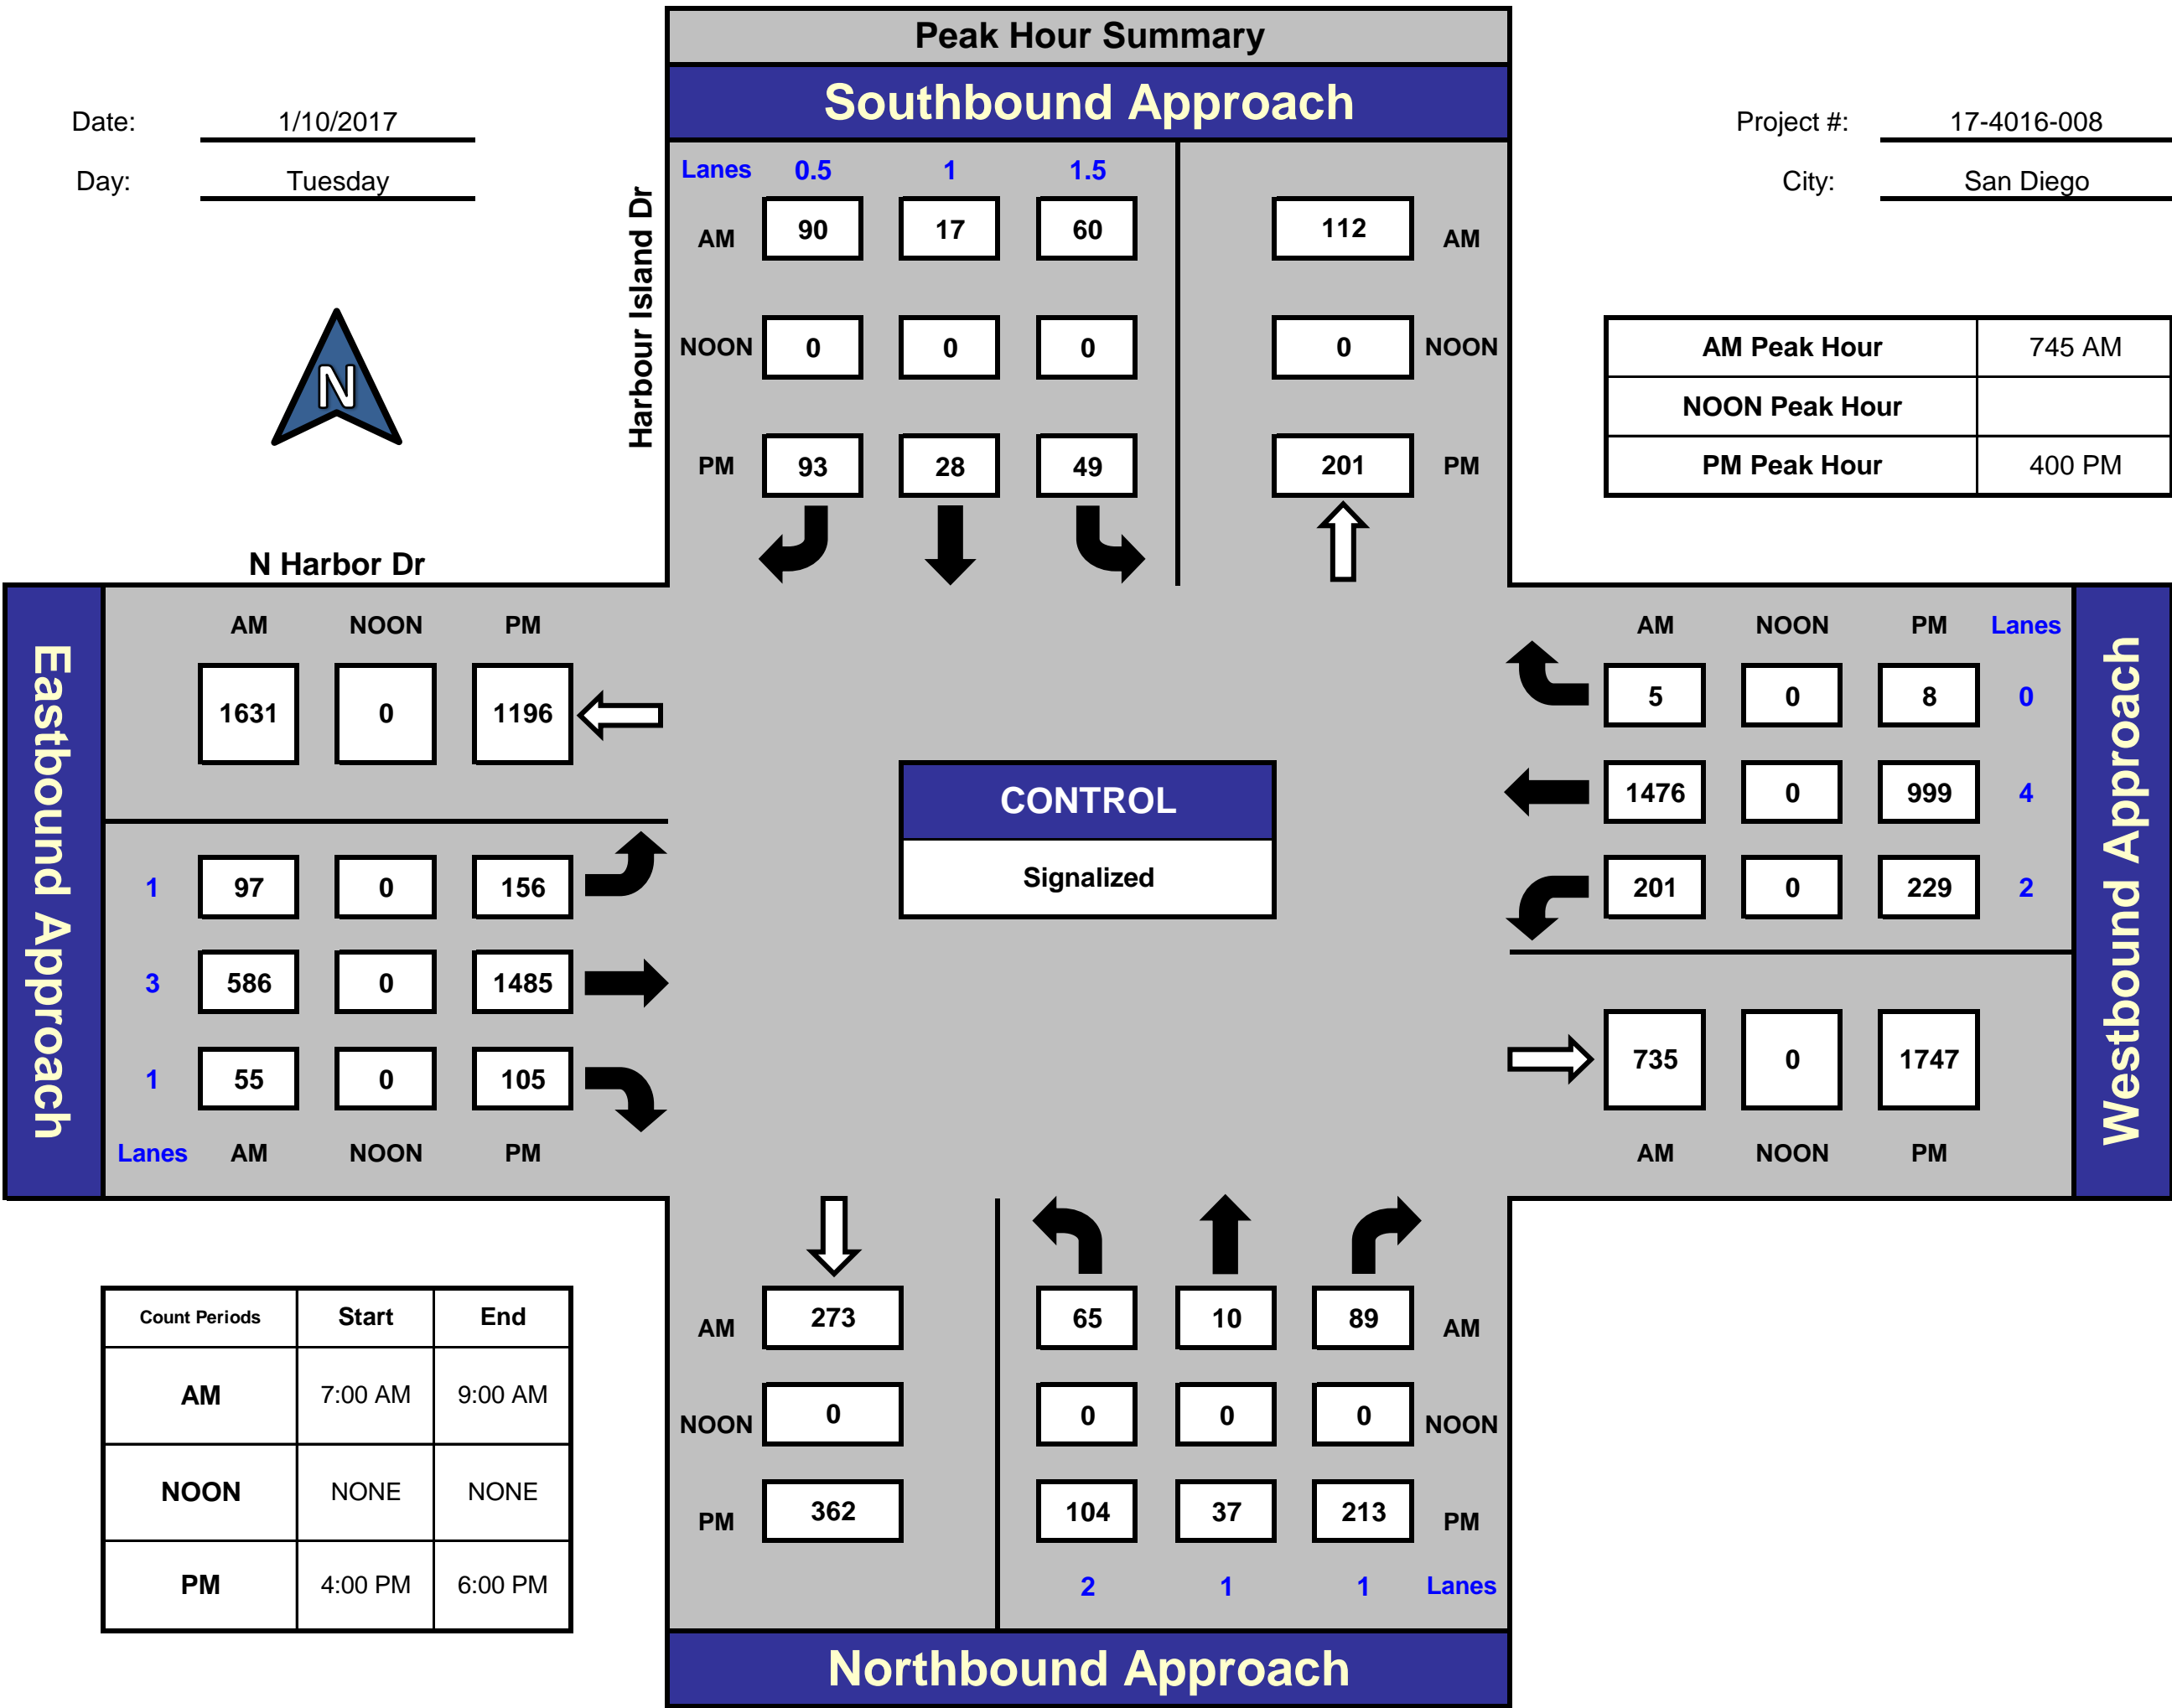 Peak Hour Summary
Southbound Approach
Date: 1/10/2017
Day: Tuesday
Project #: 17-4016-008
City: San Diego
N
Harbour Island Dr
Lanes 0.5 1 1.5
AM 90 17 60 112 AM
NOON 0 0 0 0 NOON
PM 93 28 49 201 PM
AM Peak Hour 745 AM
NOON Peak Hour
PM Peak Hour 400 PM
N Harbor Dr
Eastbound Approach
AM NOON PM
1631 0 1196
1 97 0 156
3 586 0 1485
1 55 0 105
Lanes AM NOON PM
CONTROL
Signalized
AM NOON PM Lanes
5 0 8 0
1476 0 999 4
201 0 229 2
735 0 1747
AM NOON PM
Westbound Approach
Count Periods Start End
AM 7:00 AM 9:00 AM
NOON NONE NONE
PM 4:00 PM 6:00 PM
AM 273 65 10 89 AM
NOON 0 0 0 0 NOON
PM 362 104 37 213 PM
2 1 1 Lanes
Northbound Approach